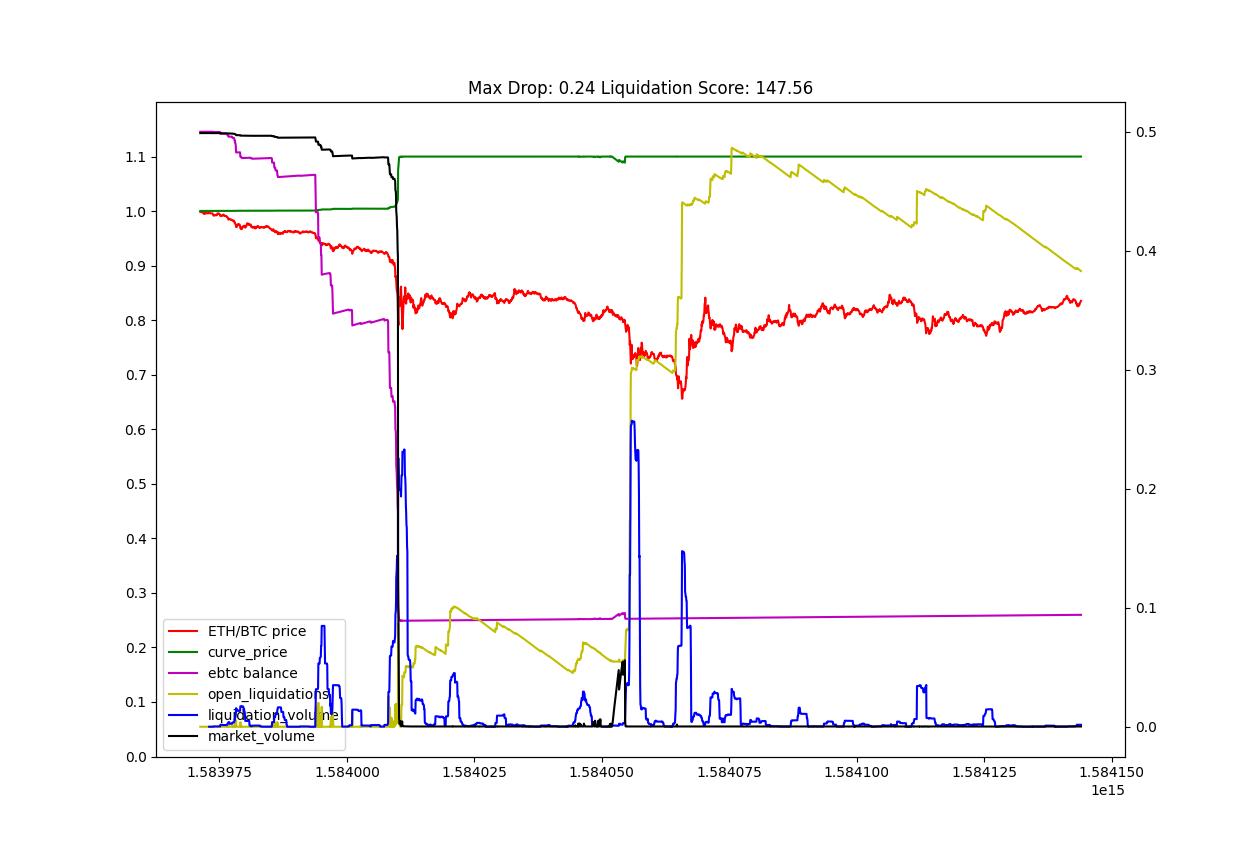 Max Drop: 0.24 Liquidation Score: 147.56
1.1
1.0
0.9
0.8
0.7
0.6
0.5
0.4
0.3
0.2
0.1
0.0
0.5
0.4
0.3
0.2
0.1
0.0
ETH/BTC price
curve_price
ebtc balance
open_liquidations
liquidation_volume
market_volume
1.583975 1.584000 1.584025 1.584050 1.584075 1.584100 1.584125 1.584150
1e15